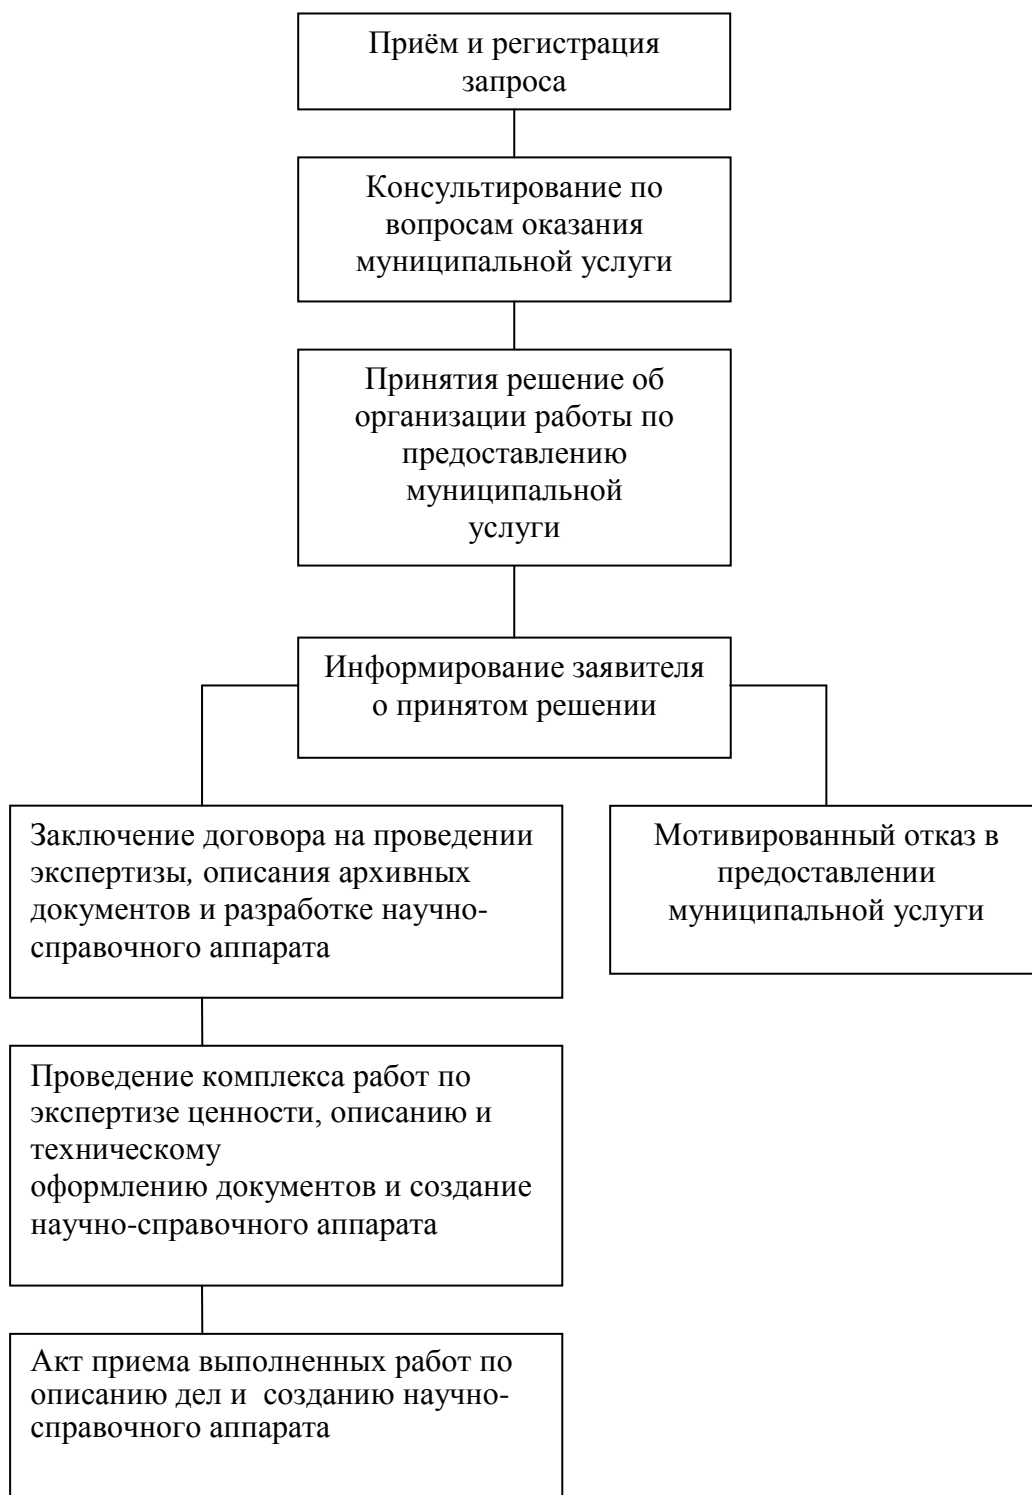 Приём и регистрация
запроса
Консультирование по
вопросам оказания
муниципальной услуги
Принятия решение об
организации работы по
предоставлению
муниципальной
услуги
Информирование заявителя
о принятом решении
Заключение договора на проведении
экспертизы, описания архивных
документов и разработке научно-
справочного аппарата
Мотивированный отказ в
предоставлении
муниципальной услуги
Проведение комплекса работ по
экспертизе ценности, описанию и
техническому
оформлению документов и создание
научно-справочного аппарата
Акт приема выполненных работ по
описанию дел и  созданию научно-
справочного аппарата